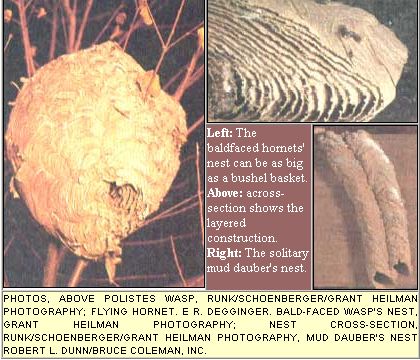 Left: The
baldfaced hornets'
nest can be as big
as a bushel basket.
Above: across-
section shows the
layered
construction.
Right: The solitary
mud dauber's nest.
PHOTOS, ABOVE POLISTES WASP, RUNK/SCHOENBERGER/GRANT HEILMAN
PHOTOGRAPHY; FLYING HORNET. E R. DEGGINGER. BALD-FACED WASP'S NEST,
GRANT HEILMAN PHOTOGRAPHY; NEST CROSS-SECTION,
RUNK/SCHOENBERGER/GRANT HEILMAN PHOTOGRAPHY, MUD DAUBER'S NEST
ROBERT L. DUNN/BRUCE COLEMAN, INC.